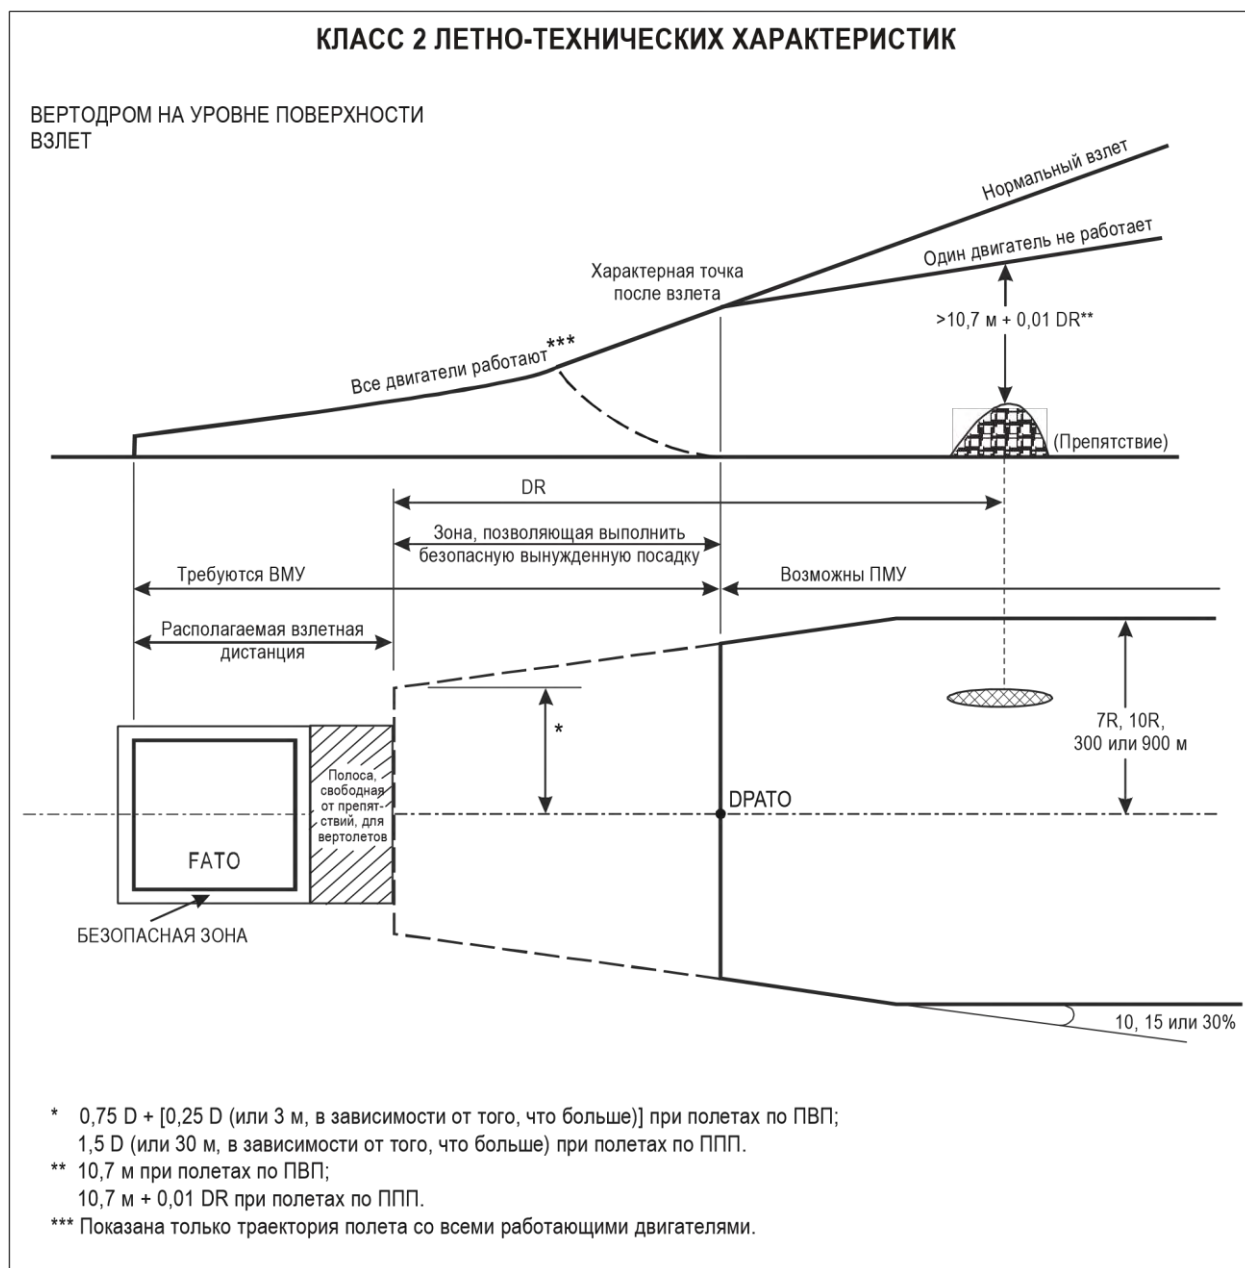 КЛАСС 2 ЛЕТНО-ТЕХНИЧЕСКИХ ХАРАКТЕРИСТИК
ВЕРТОДРОМ НА УРОВНЕ ПОВЕРХНОСТИ
ВЗЛЕТ
Нормальный взлет
Один двигатель не работает
Характерная точка
после взлета
>10,7 м + 0,01 DR**
Все двигатели работают***
(Препятствие)
DR
Зона, позволяющая выполнить
безопасную вынужденную посадку
Требуются ВМУ
Возможны ПМУ
Располагаемая взлетная
дистанция
*
7R, 10R,
300 или 900 м
Полоса,
свободная
от препят-
ствий, для
вертолетов
DPATO
FATO
БЕЗОПАСНАЯ ЗОНА
10, 15 или 30%
* 0,75 D + [0,25 D (или 3 м, в зависимости от того, что больше)] при полетах по ПВП;
1,5 D (или 30 м, в зависимости от того, что больше) при полетах по ППП.
** 10,7 м при полетах по ПВП;
10,7 м + 0,01 DR при полетах по ППП.
*** Показана только траектория полета со всеми работающими двигателями.